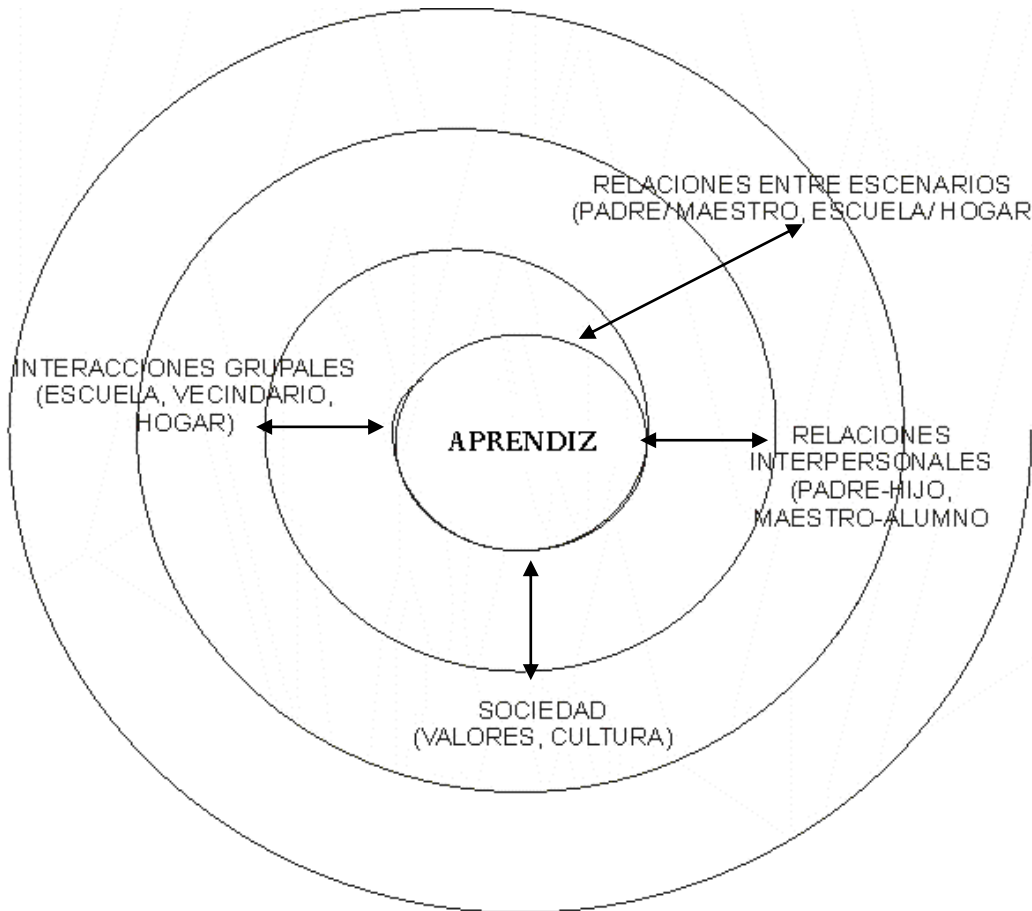 RELACIONES ENTRE ESCENARIOS
(PADRE/MAESTRO, ESCUELA/HOGAR
INTERACCIONES GRUPALES
(ESCUELA, VECINDARIO,
HOGAR)
APRENDIZ
RELACIONES
INTERPERSONALES
(PADRE-HIJO,
MAESTRO-ALUMNO
SOCIEDAD
(VALORES, CULTURA)